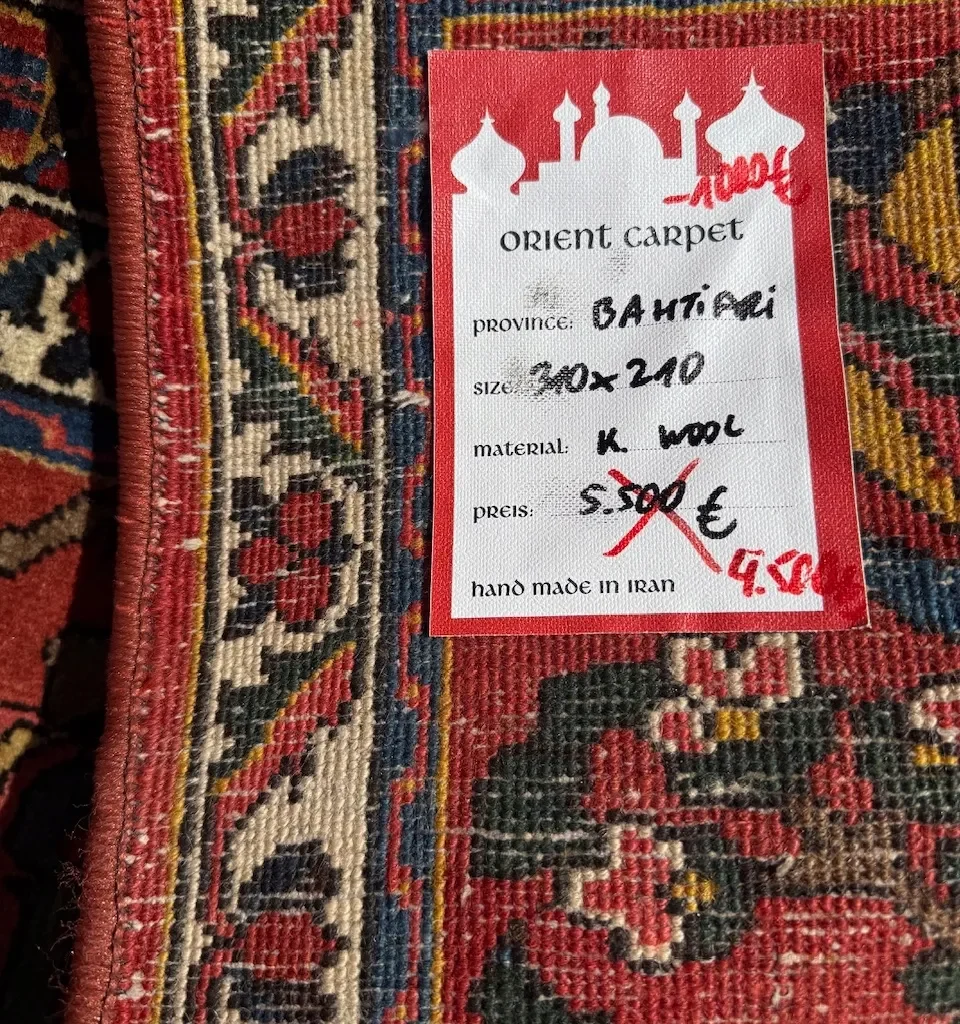 -1000€
ORIENT CARPET
PROVINCE: BAHTiARi
SIZE: 310x210
MATERIAL: K. WOOL
PREIS: 5.500 €
4.500€
HAND MADE IN IRAN